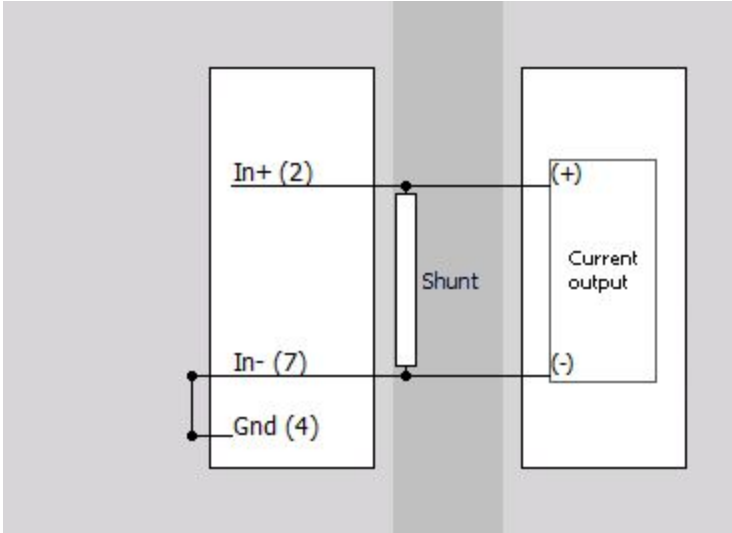 In+ (2)
(+)
Current
output
Shunt
In- (7)
(-)
Gnd (4)